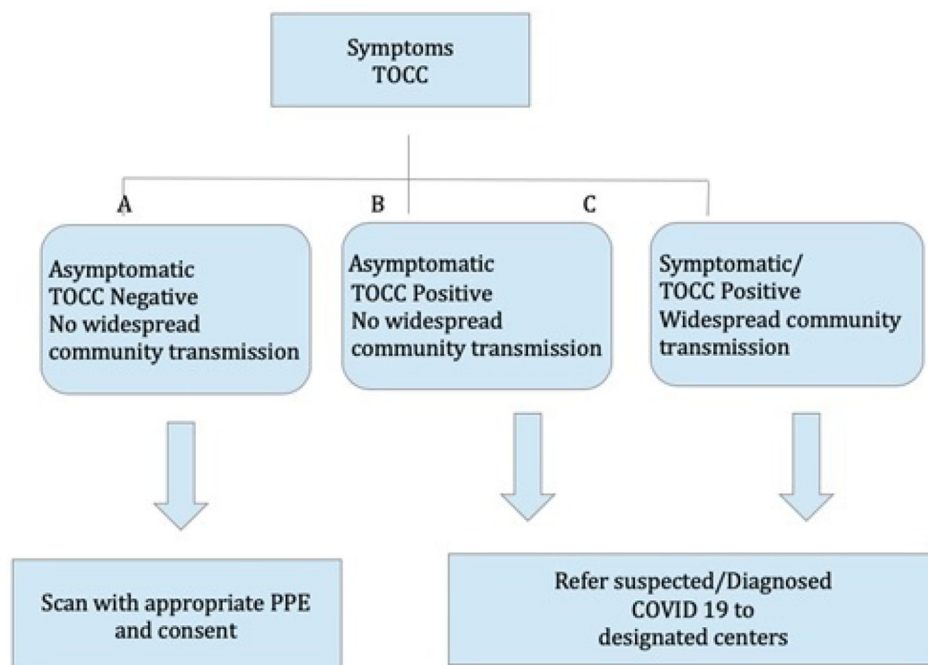 Symptoms
TOCC
A
B
C
Asymptomatic
TOCC Negative
No widespread
community transmission
Asymptomatic
TOCC Positive
No widespread
community transmission
Symptomatic/
TOCC Positive
Widespread community
transmission
Scan with appropriate PPE
and consent
Refer suspected/Diagnosed
COVID 19 to
designated centers